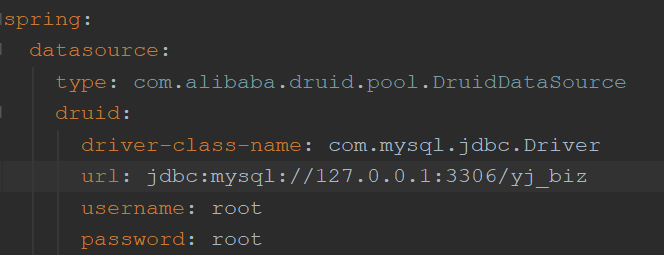 spring:
datasource:
type: com.alibaba.druid.pool.DruidDataSource
druid:
driver-class-name: com.mysql.jdbc.Driver
url: jdbc:mysql://127.0.0.1:3306/yj_biz
username: root
password: root